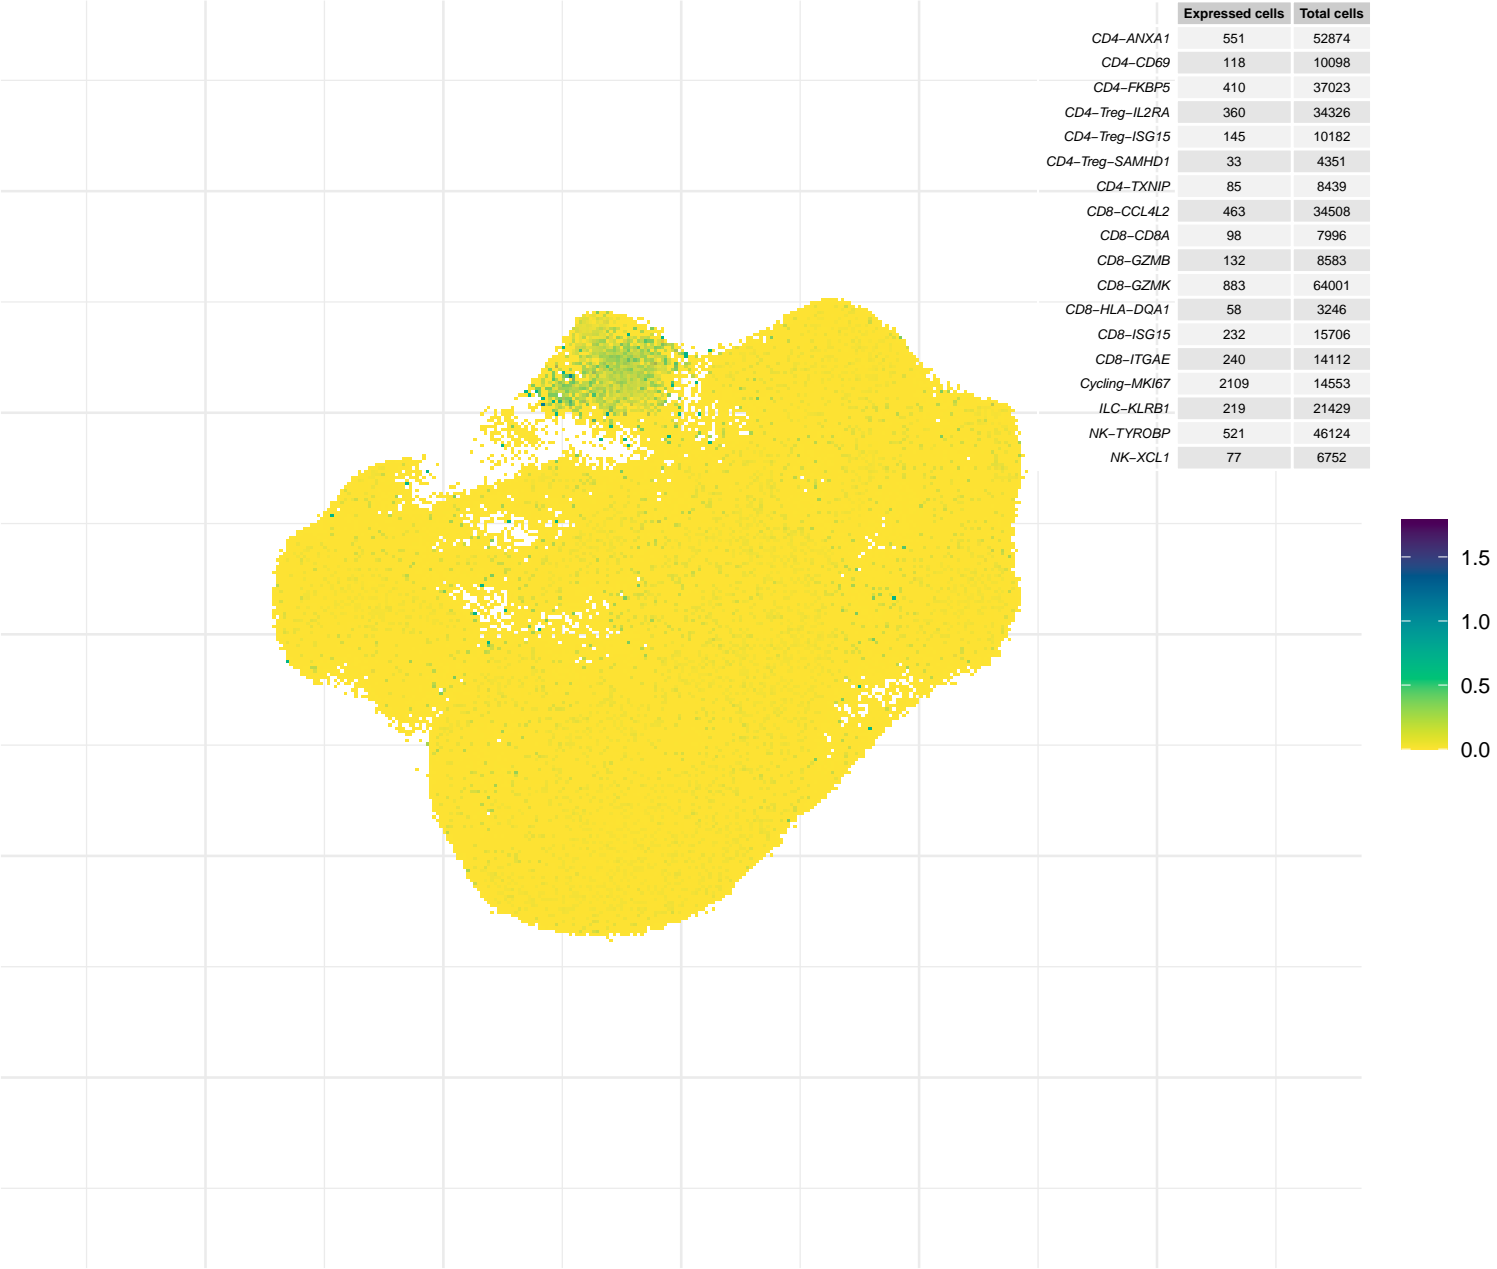 Expressed cells Total cells
CD4−ANXA1 551 52874
CD4−CD69 118 10098
CD4−FKBP5 410 37023
CD4−Treg−IL2RA 360 34326
CD4−Treg−ISG15 145 10182
CD4−Treg−SAMHD1 33 4351
CD4−TXNIP 85 8439
CD8−CCL4L2 463 34508
CD8−CD8A 98 7996
CD8−GZMB 132 8583
CD8−GZMK 883 64001
CD8−HLA−DQA1 58 3246
CD8−ISG15 232 15706
CD8−ITGAE 240 14112
Cycling−MKI67 2109 14553
ILC−KLRB1 219 21429
NK−TYROBP 521 46124
NK−XCL1 77 6752
1.5
1.0
0.5
0.0